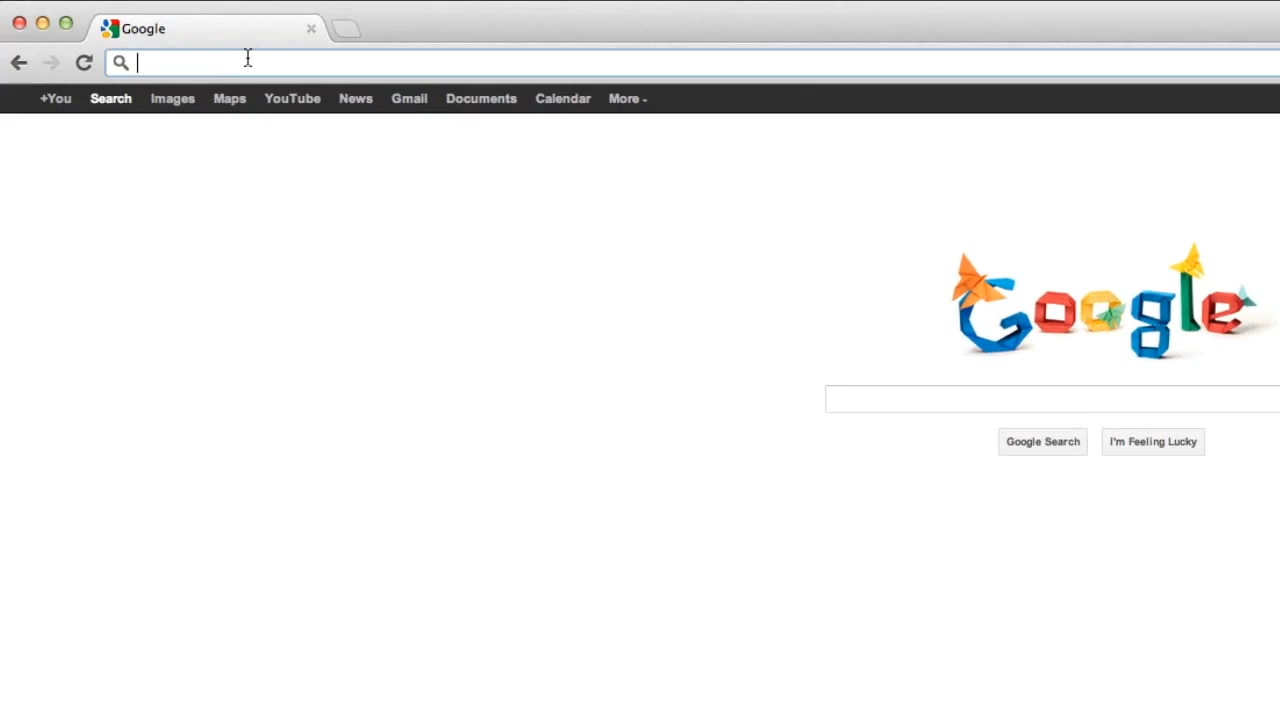 Google
+You Search Images Maps YouTube News Gmail Documents Calendar More
Google
Google Search I'm Feeling Lucky